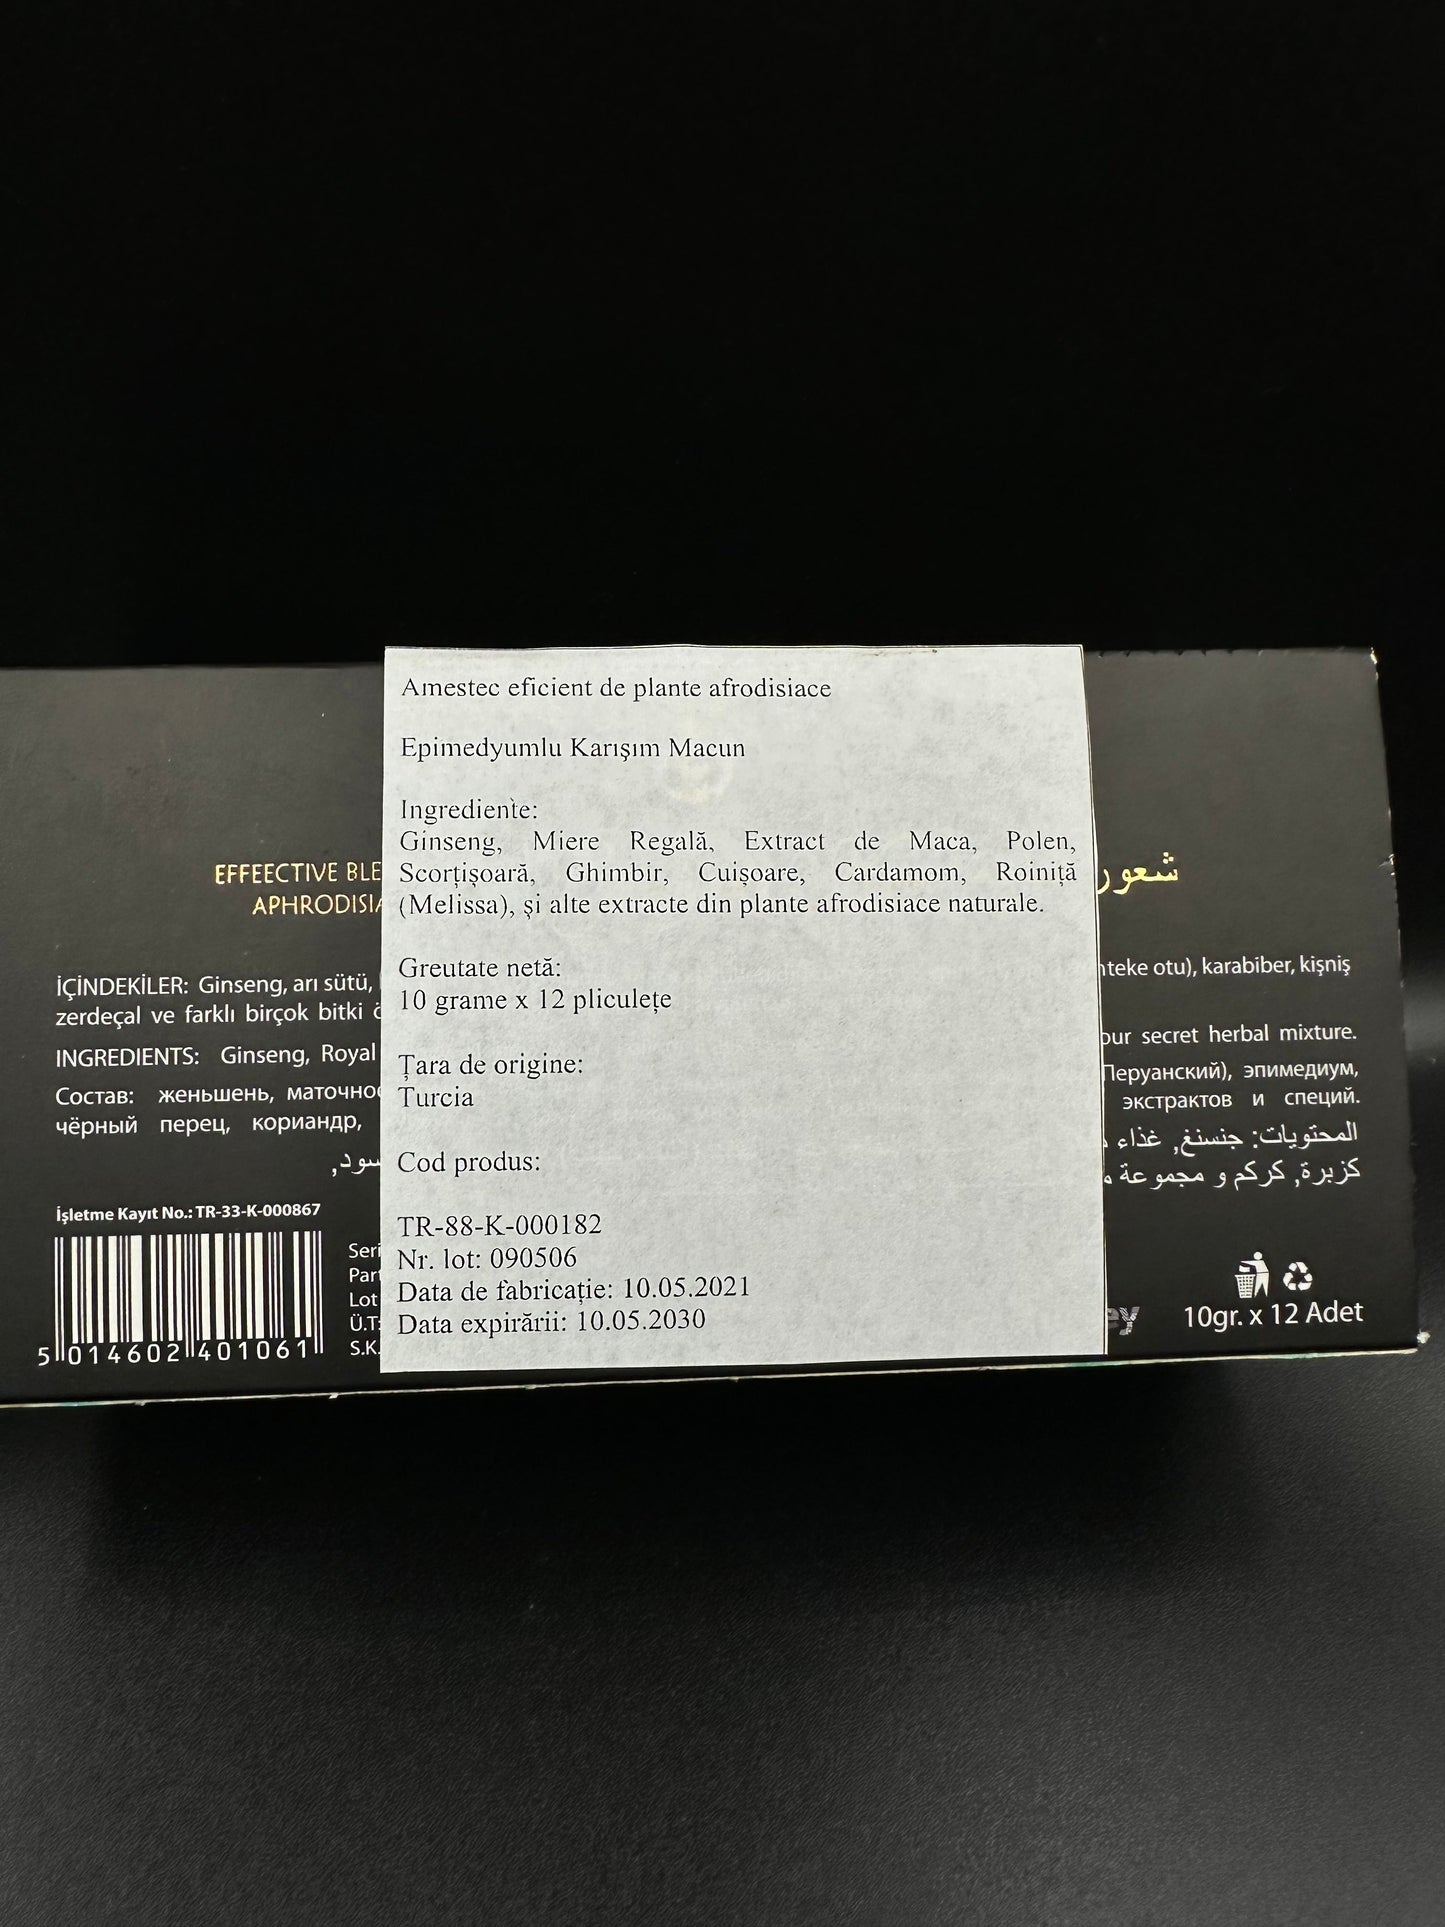 Amestec eficient de plante afrodisiace
Epimedyumlu Karışım Macun
Ingrediente:
Ginseng, Miere Regală, Extract de Maca, Polen,
Scorțișoară, Ghimbir, Cuișoare, Cardamom, Roiniță
(Melissa), și alte extracte din plante afrodisiace naturale.
Greutate netă:
10 grame x 12 pliculețe
Țara de origine:
Turcia
Cod produs:
TR-88-K-000182
Nr. lot: 090506
Data de fabricație: 10.05.2021
Data expirării: 10.05.2030
EFFEECTIVE
شعور
İÇİNDEKİLER: Ginseng, arı sütü,
teke otu), karabiber, kişniş
zerdeçal ve farklı birçok bitki
INGREDIENTS: Ginseng, Royal
our secret herbal mixture.
Состав: женьшень,
Перуанский), эпимедиум,
чёрный перец, кориандр,
экстрактов и специй.
المحتويات: جنسنغ, غذاء
كزبرة, كركم و مجموعة
İşletme Kayıt No.: TR-33-K-000867
5 014602 401061
Lot
Ü.T.
S.K.
10gr. x 12 Adet